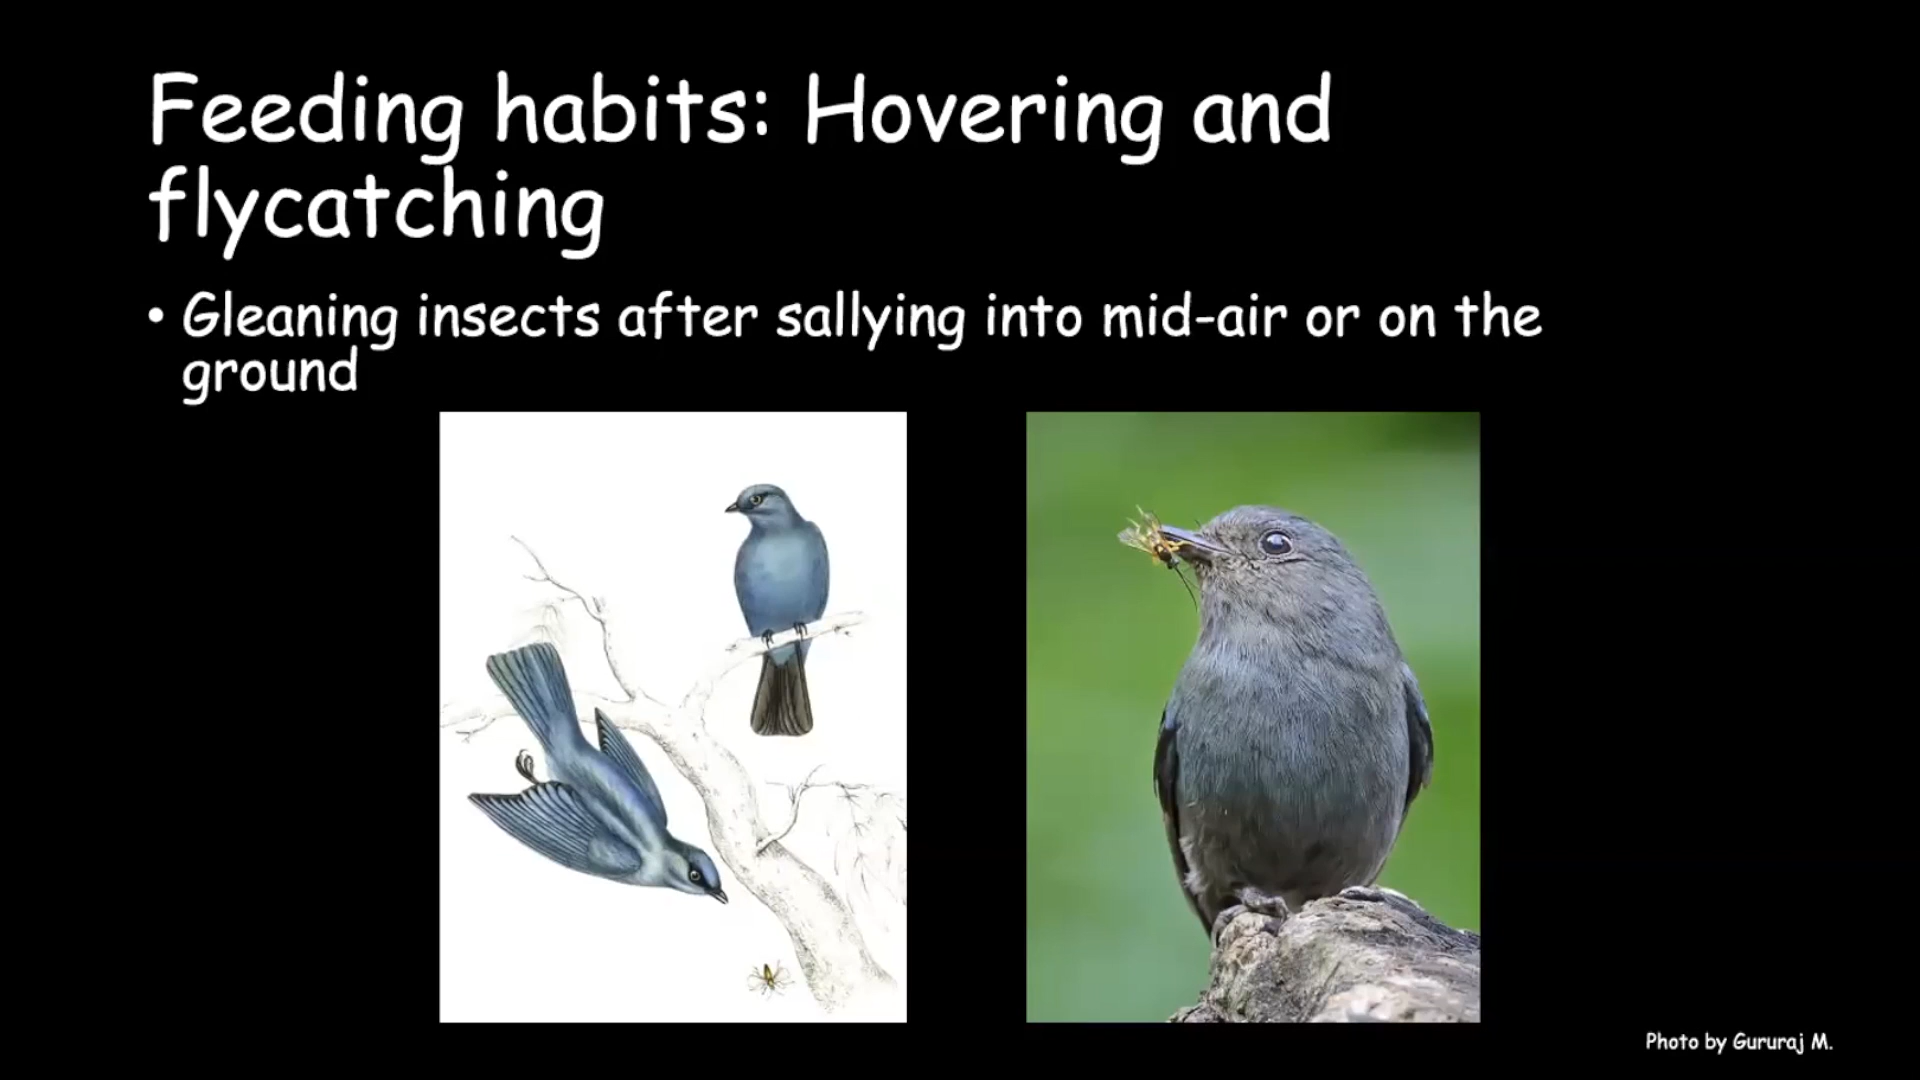 Feeding habits: Hovering and
flycatching
• Gleaning insects after sallying into mid-air or on the
ground
Photo by Gururaj M.